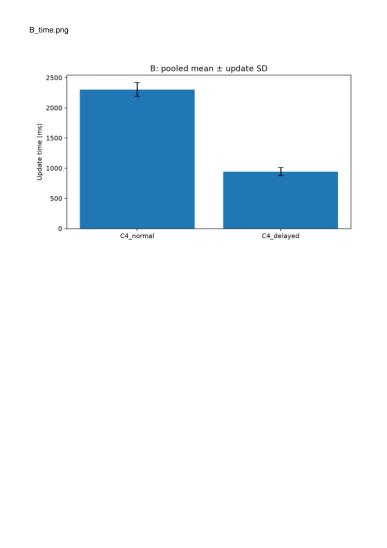 B_time.png
B: pooled mean ± update SD
Update time (ms)
2500
2000
1500
1000
500
0
C4_normal
C4_delayed